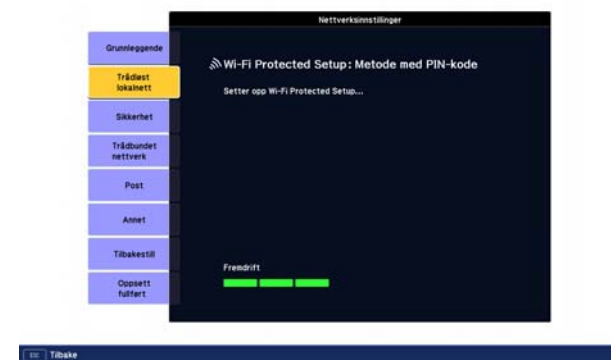 Nettverksinnstillinger
Grunnleggende
Trådløst
lokalnett
Sikkerhet
Trådbundet
nettverk
Post
Annet
Tilbakestill
Oppsett
fullført
Wi-Fi Protected Setup: Metode med PIN-kode
Setter opp Wi-Fi Protected Setup...
Fremdrift
Esc Tilbake